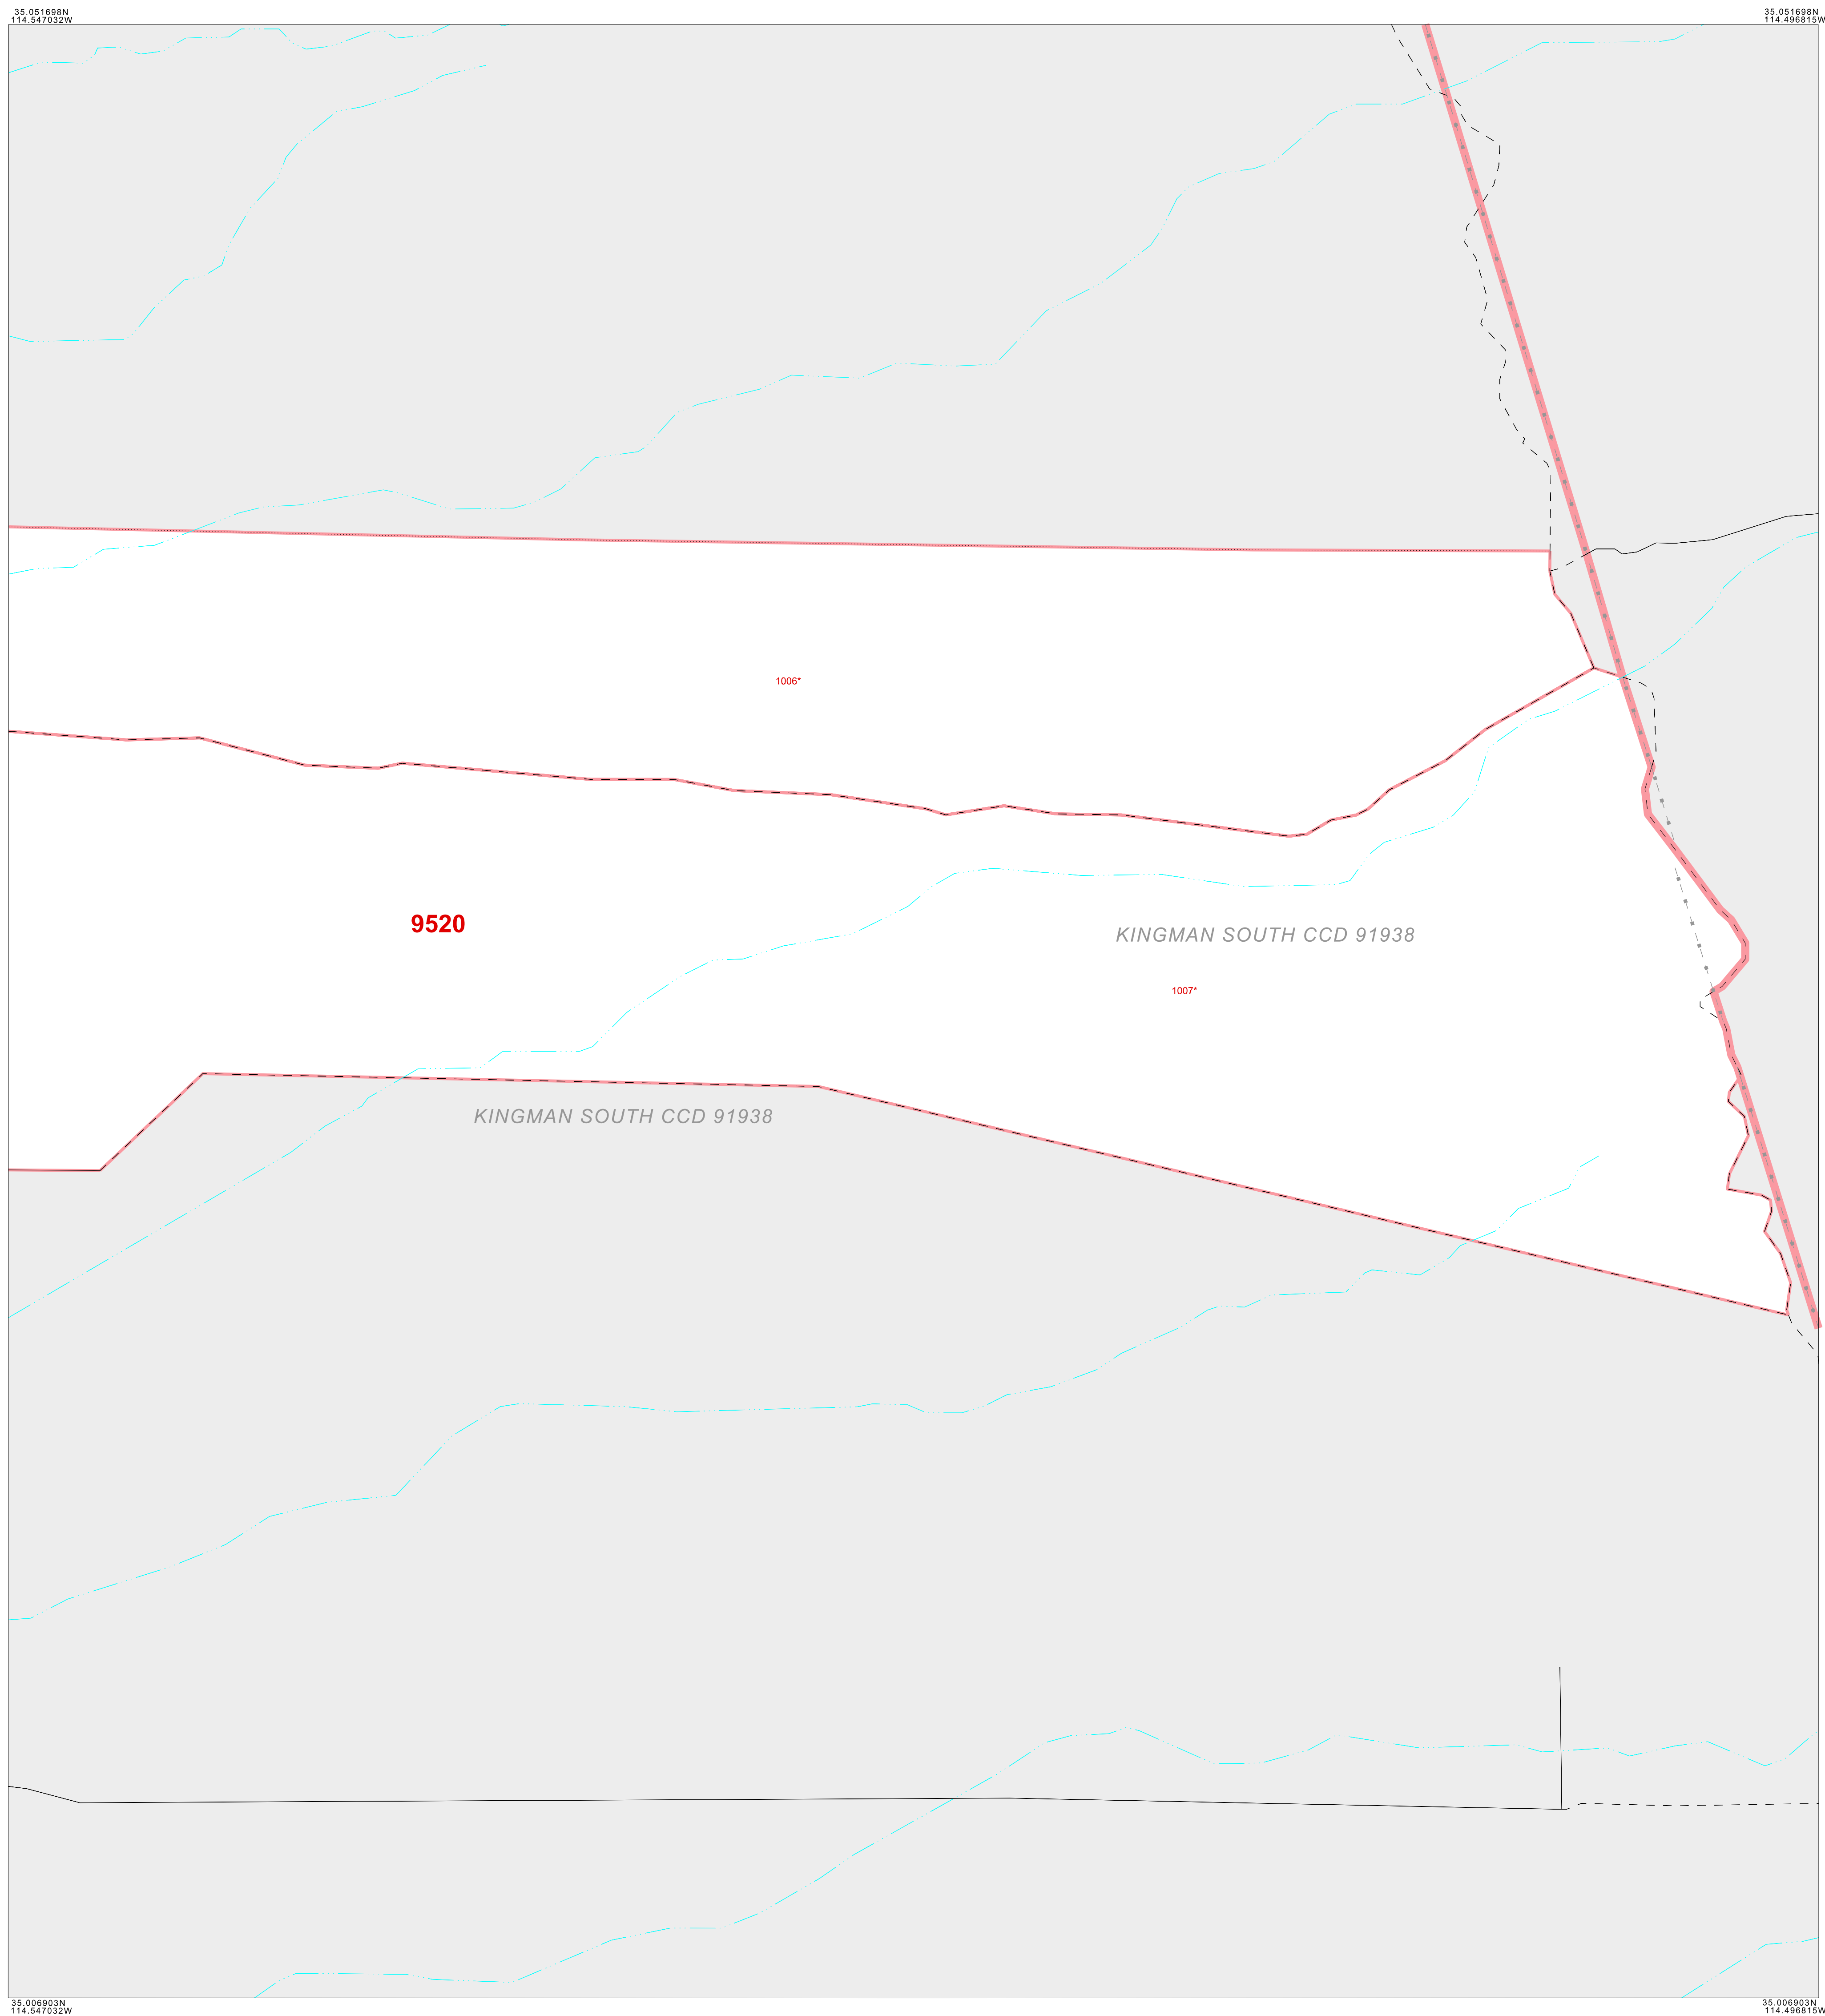 35.051698N
114.547032W
35.051698N
114.496815W
1006*
9520
KINGMAN SOUTH CCD 91938
1007*
KINGMAN SOUTH CCD 91938
35.006903N
114.547032W
35.006903N
114.496815W